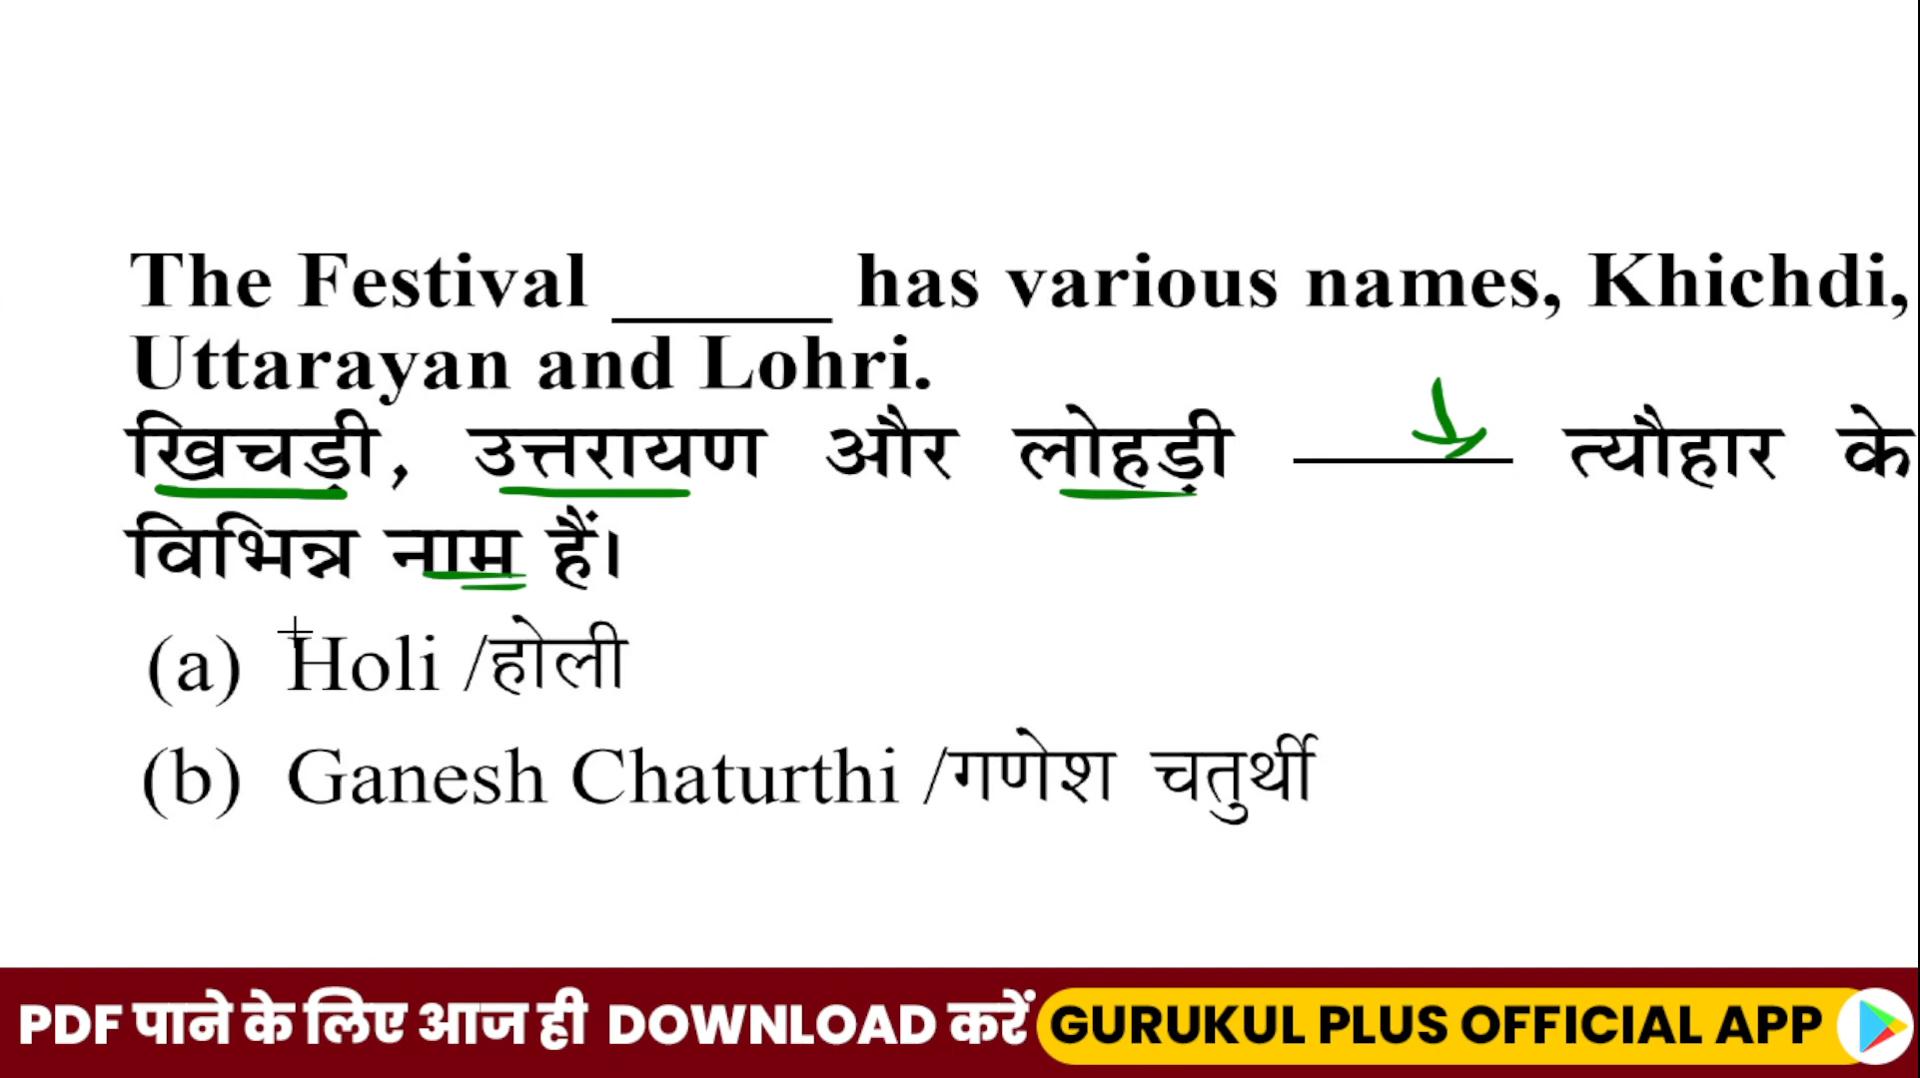 The Festival ______ has various names, Khichdi,
Uttarayan and Lohri.
खिचड़ी, उत्तरायण और लोहड़ी ______ त्यौहार के
विभिन्न नाम हैं।
(a) Holi /होली
(b) Ganesh Chaturthi /गणेश चतुर्थी
PDF पाने के लिए आज ही DOWNLOAD करें GURUKUL PLUS OFFICIAL APP